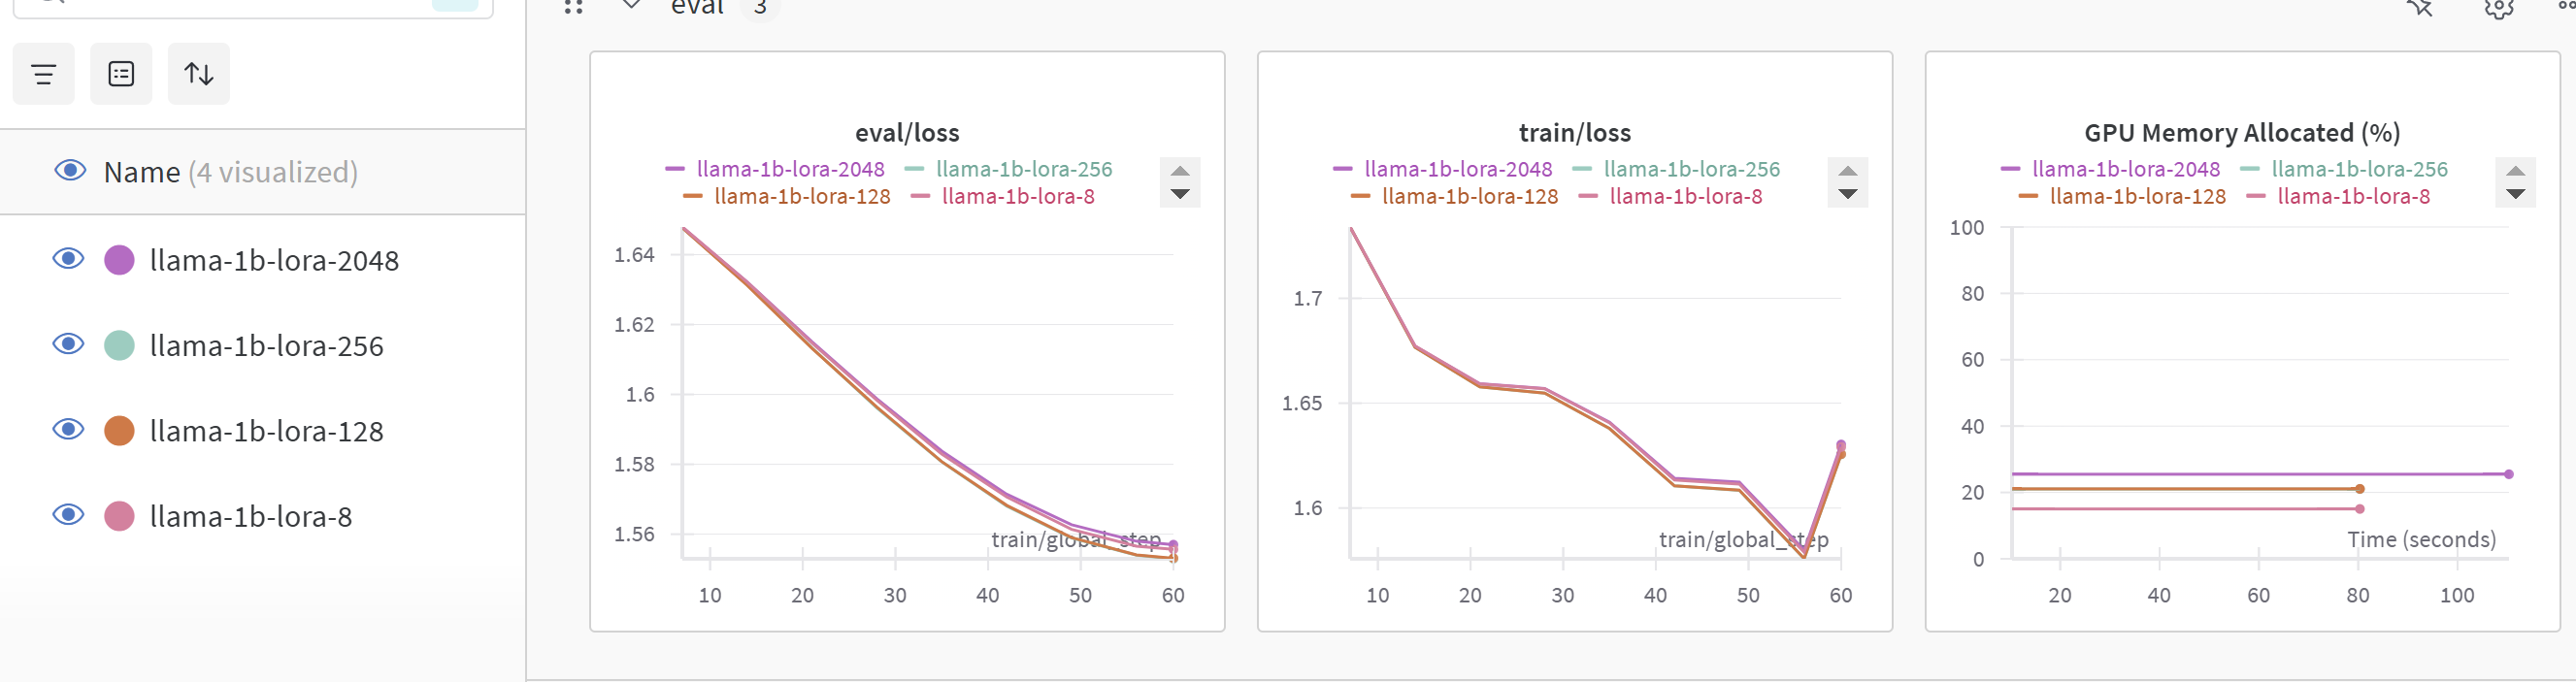 eval 3
Name (4 visualized)
llama-1b-lora-2048
llama-1b-lora-256
llama-1b-lora-128
llama-1b-lora-8
eval/loss
llama-1b-lora-2048 llama-1b-lora-256
llama-1b-lora-128 llama-1b-lora-8
1.64
1.62
1.6
1.58
1.56
train/global_step
10 20 30 40 50 60
train/loss
llama-1b-lora-2048 llama-1b-lora-256
llama-1b-lora-128 llama-1b-lora-8
1.7
1.65
1.6
train/global_step
10 20 30 40 50 60
GPU Memory Allocated (%)
llama-1b-lora-2048 llama-1b-lora-256
llama-1b-lora-128 llama-1b-lora-8
100
80
60
40
20
0
Time (seconds)
20 40 60 80 100